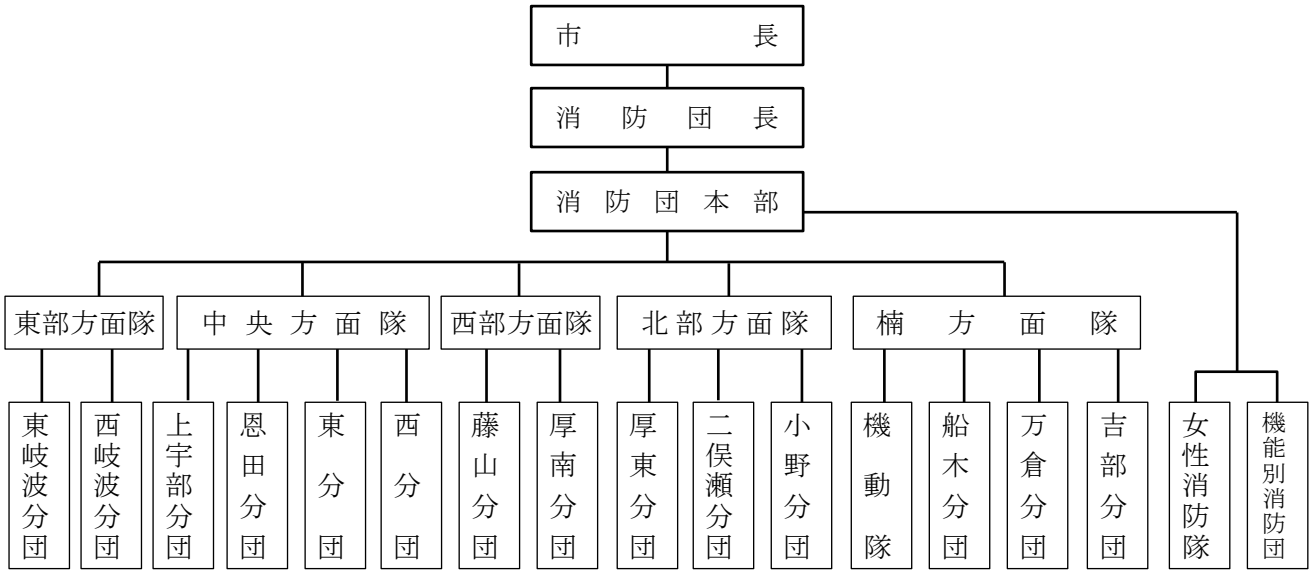 市長
消防団長
消防団本部
東部方面隊
中央方面隊
西部方面隊
北部方面隊
楠方面隊
東岐波分団
西岐波分団
上宇部分団
恩田分団
東分団
西分団
藤山分団
厚南分団
厚東分団
二俣瀬分団
小野分団
機動隊
船木分団
万倉分団
吉部分団
女性消防隊
機能別消防団